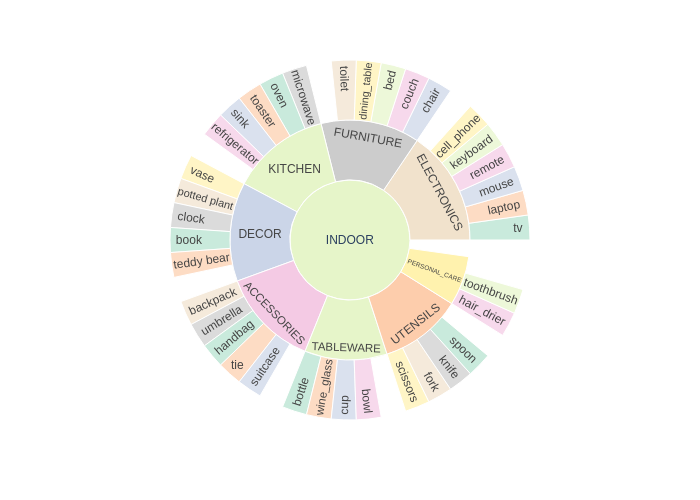 INDOOR
FURNITURE
toilet
dining_table
bed
couch
chair
ELECTRONICS
cell_phone
keyboard
remote
mouse
laptop
tv
PERSONAL_CARE
toothbrush
hair_drier
UTENSILS
spoon
knife
fork
scissors
TABLEWARE
bowl
cup
wine_glass
bottle
ACCESSORIES
suitcase
tie
handbag
umbrella
backpack
DECOR
teddy bear
book
clock
potted plant
vase
KITCHEN
refrigerator
sink
toaster
oven
microwave